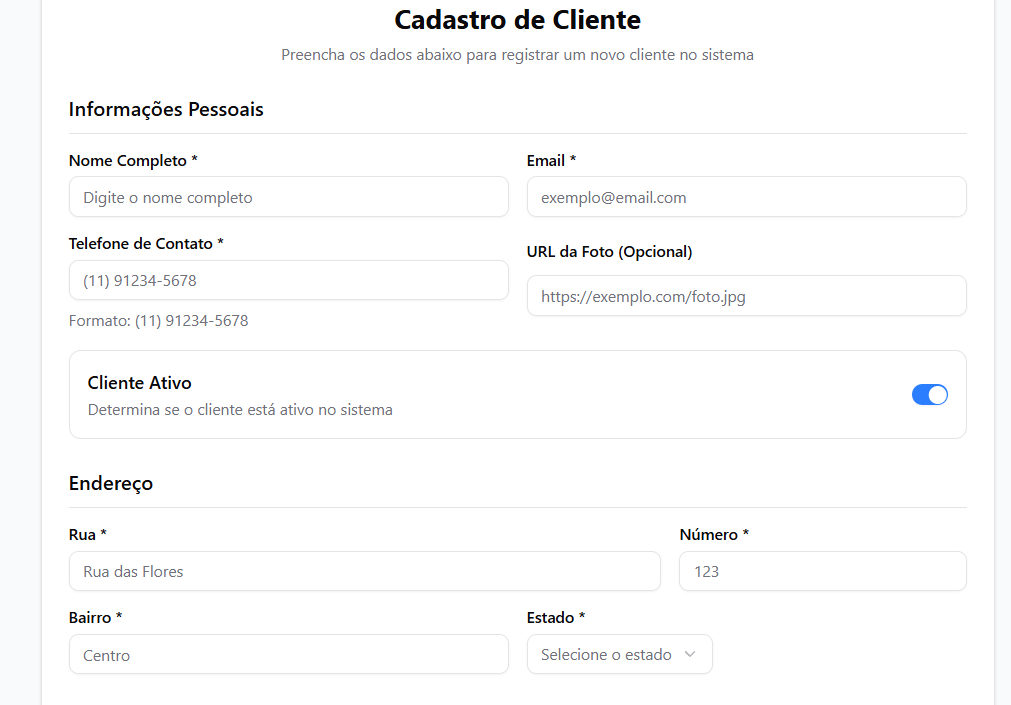 Cadastro de Cliente
Preencha os dados abaixo para registrar um novo cliente no sistema
Informações Pessoais
Nome Completo *
Email *
Digite o nome completo
exemplo@email.com
Telefone de Contato *
URL da Foto (Opcional)
(11) 91234-5678
https://exemplo.com/foto.jpg
Formato: (11) 91234-5678
Cliente Ativo
Determina se o cliente está ativo no sistema
Endereço
Rua *
Número *
Rua das Flores
123
Bairro *
Estado *
Centro
Selecione o estado